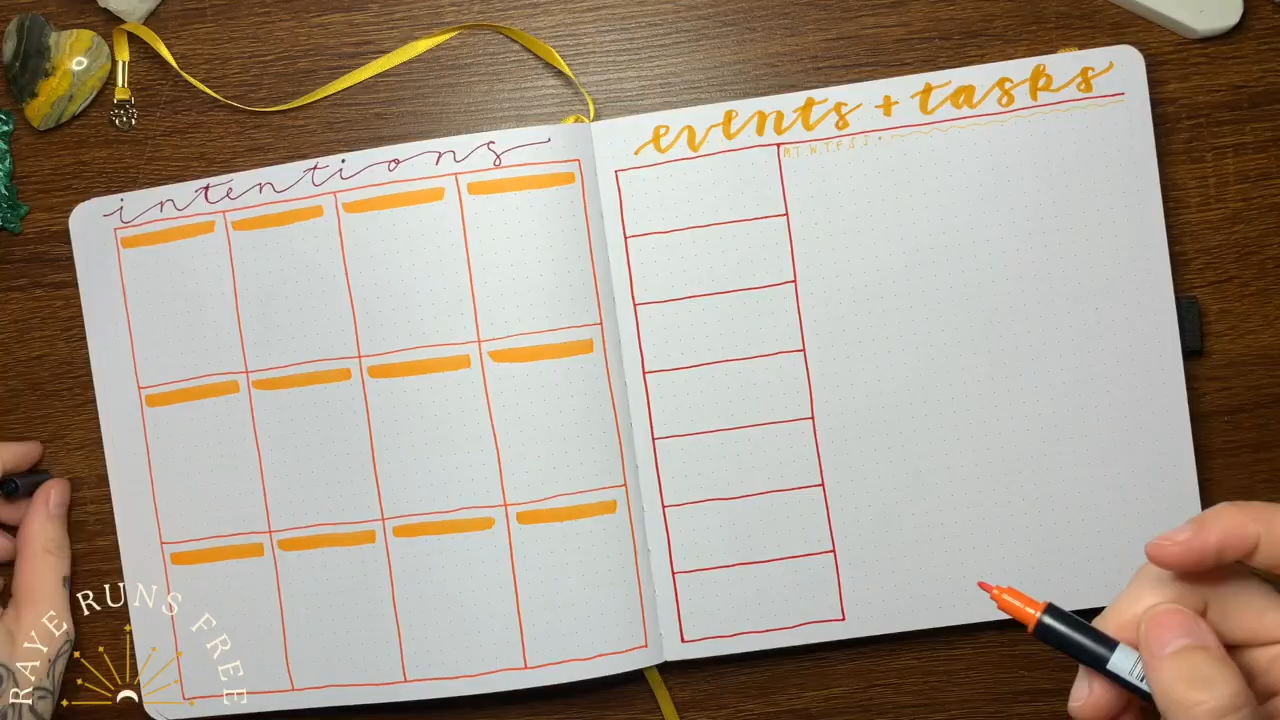 intentions
events + tasks
M T W T F S S
RAYE RUNS FREE